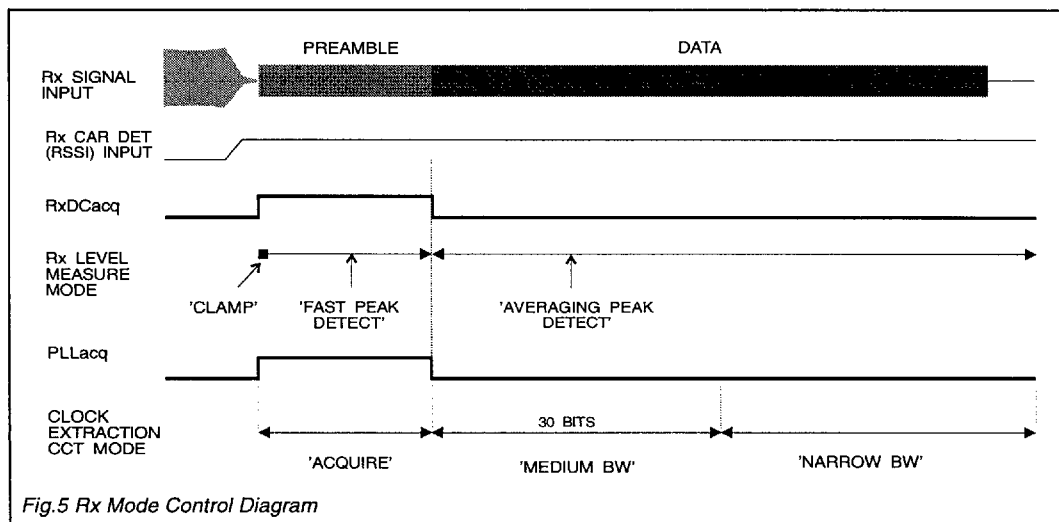 PREAMBLE
DATA
Rx SIGNAL
INPUT
Rx CAR DET
(RSSI) INPUT
RxDCacq
Rx LEVEL
MEASURE
MODE
'CLAMP'
'FAST PEAK
DETECT'
'AVERAGING PEAK
DETECT'
PLLacq
CLOCK
EXTRACTION
CCT MODE
30 BITS
'ACQUIRE'
'MEDIUM BW'
'NARROW BW'
Fig.5 Rx Mode Control Diagram